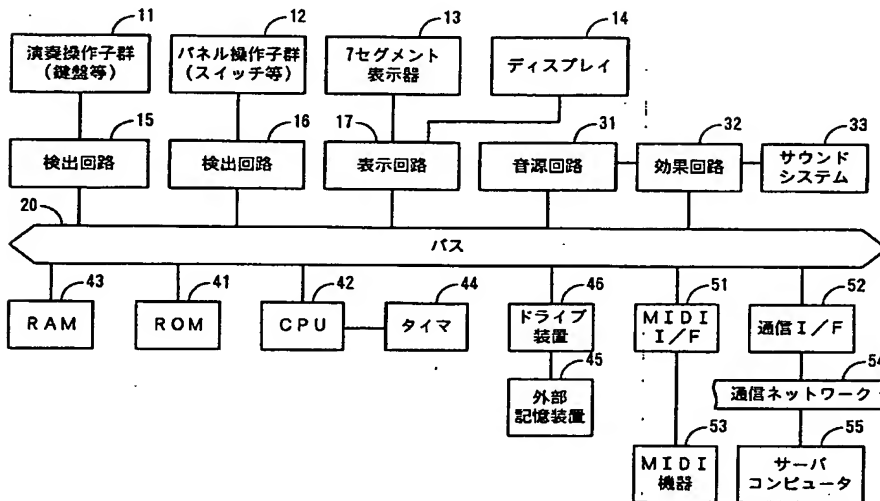 11
12
13
14
演奏操作子群
(鍵盤等)
パネル操作子群
(スイッチ等)
7セグメント
表示器
ディスプレイ
15
16
17
31
32
33
検出回路
検出回路
表示回路
音源回路
効果回路
サウンド
システム
20
バス
43
41
42
44
46
51
52
RAM
ROM
CPU
タイマ
ドライブ
装置
MIDI
I/F
通信I/F
45
54
外部
記憶装置
通信ネットワーク
53
55
MIDI
機器
サーバ
コンピュータ